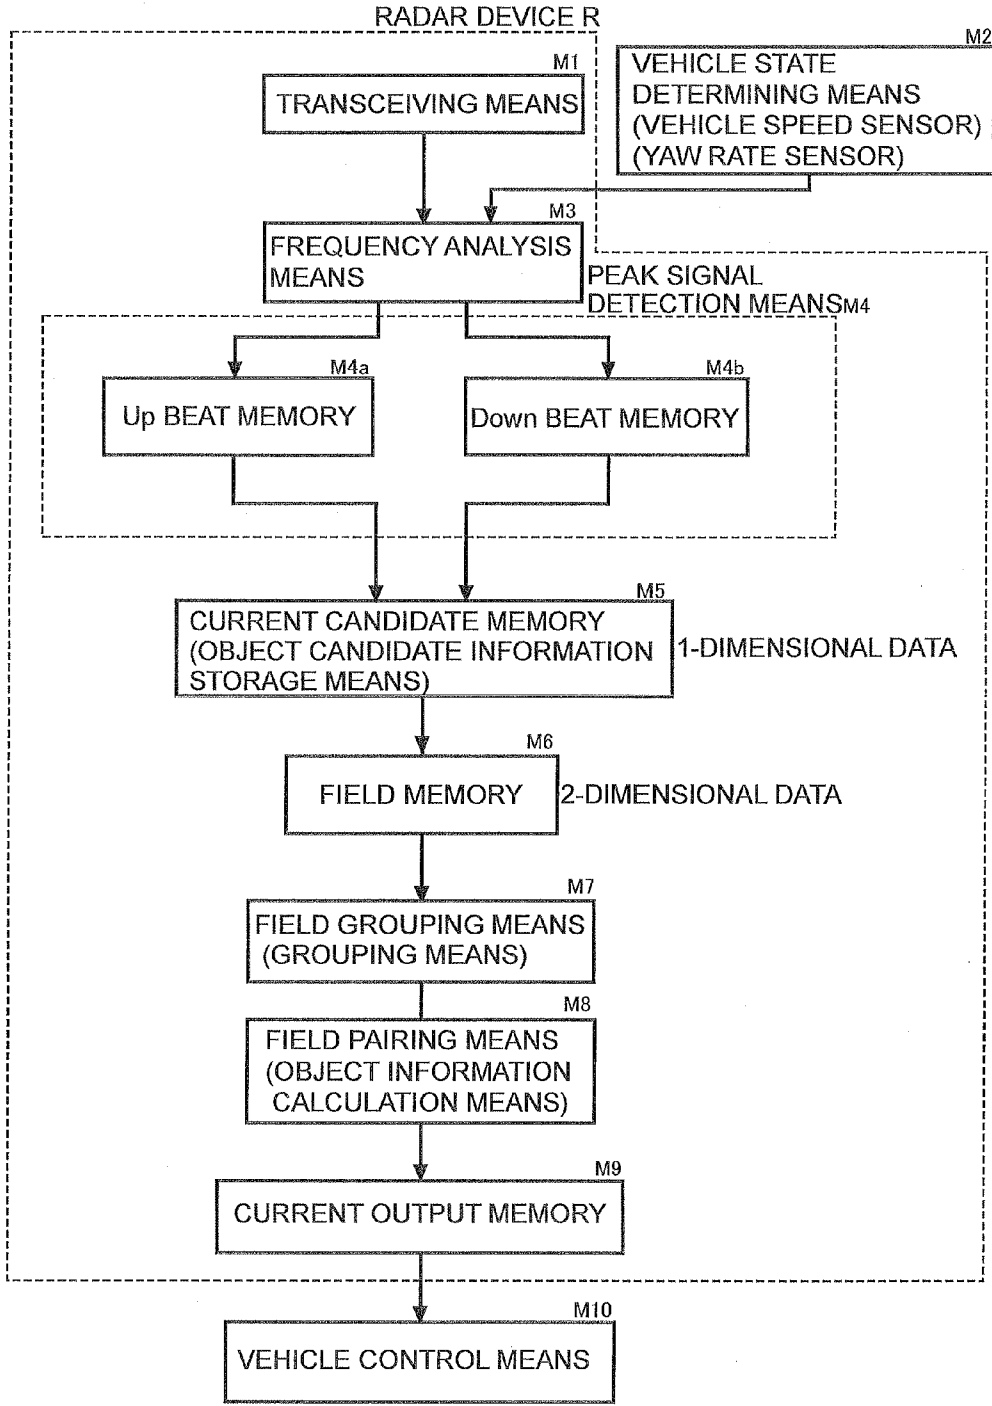 RADAR DEVICE R
M1
TRANSCEIVING MEANS
M2
VEHICLE STATE
DETERMINING MEANS
(VEHICLE SPEED SENSOR)
(YAW RATE SENSOR)
M3
FREQUENCY ANALYSIS
MEANS
PEAK SIGNAL
DETECTION MEANS M4
M4a
Up BEAT MEMORY
M4b
Down BEAT MEMORY
M5
CURRENT CANDIDATE MEMORY
(OBJECT CANDIDATE INFORMATION
STORAGE MEANS)
1-DIMENSIONAL DATA
M6
FIELD MEMORY
2-DIMENSIONAL DATA
M7
FIELD GROUPING MEANS
(GROUPING MEANS)
M8
FIELD PAIRING MEANS
(OBJECT INFORMATION
CALCULATION MEANS)
M9
CURRENT OUTPUT MEMORY
M10
VEHICLE CONTROL MEANS